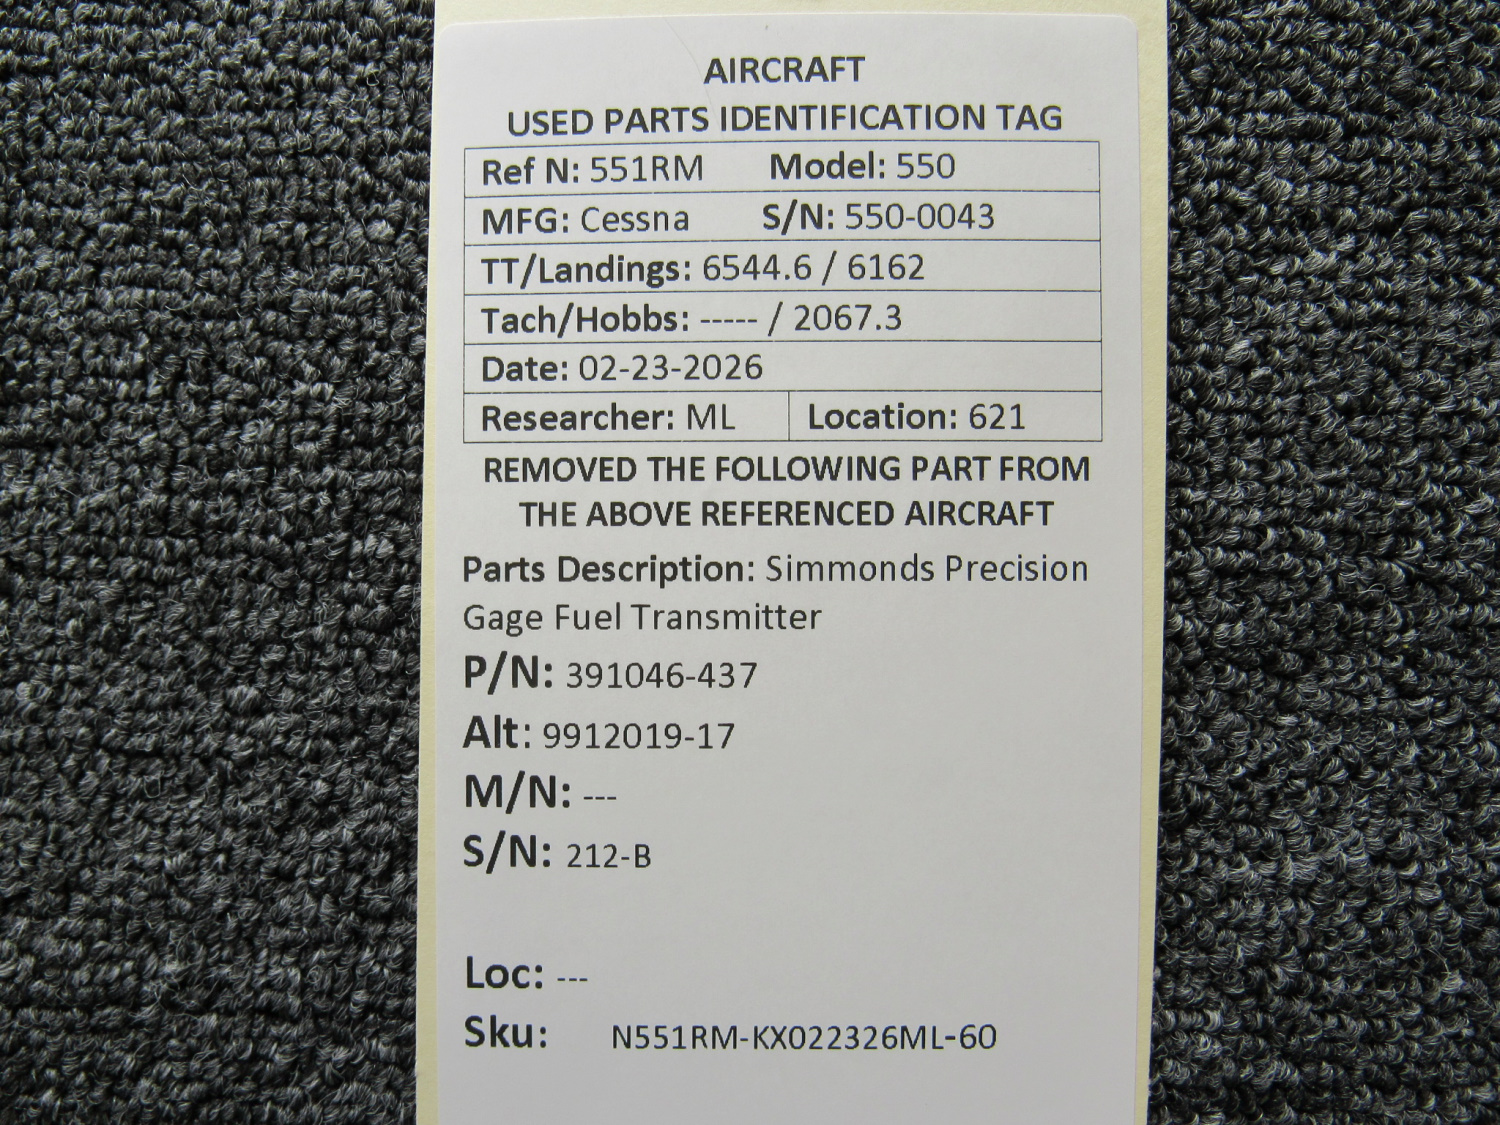 AIRCRAFT
USED PARTS IDENTIFICATION TAG
Ref N: 551RM Model: 550
MFG: Cessna S/N: 550-0043
TT/Landings: 6544.6 / 6162
Tach/Hobbs: ----- / 2067.3
Date: 02-23-2026
Researcher: ML Location: 621
REMOVED THE FOLLOWING PART FROM
THE ABOVE REFERENCED AIRCRAFT
Parts Description: Simmonds Precision
Gage Fuel Transmitter
P/N: 391046-437
Alt: 9912019-17
M/N: ---
S/N: 212-B
Loc: ---
Sku: N551RM-KX022326ML-60